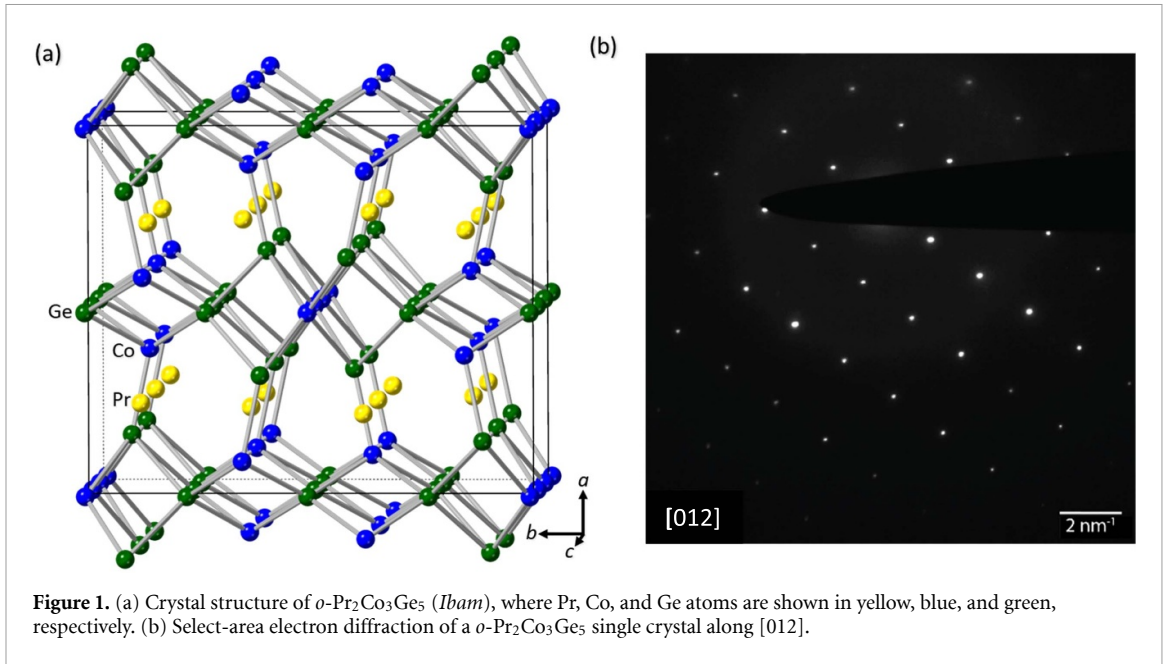 (a)
(b)
Ge
Co
Pr
a
b
c
[012]
2 nm⁻¹
Figure 1. (a) Crystal structure of o-Pr₂Co₃Ge₅ (Ibam), where Pr, Co, and Ge atoms are shown in yellow, blue, and green,
respectively. (b) Select-area electron diffraction of a o-Pr₂Co₃Ge₅ single crystal along [012].